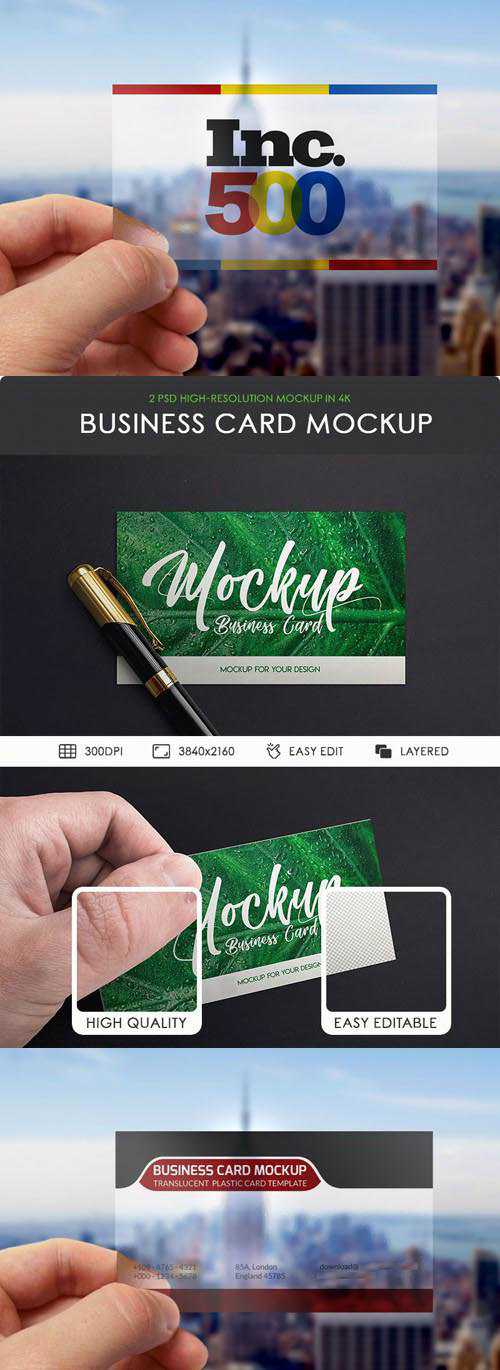 Inc.
500
2 PSD HIGH-RESOLUTION MOCKUP IN 4K
BUSINESS CARD MOCKUP
Mockup
Business Card
MOCKUP FOR YOUR DESIGN
300DPI
3840x2160
EASY EDIT
LAYERED
Mockup
Business Card
MOCKUP FOR YOUR DESIGN
HIGH QUALITY
EASY EDITABLE
BUSINESS CARD MOCKUP
TRANSLUCENT PLASTIC CARD TEMPLATE
85A, London
England 45785
download@